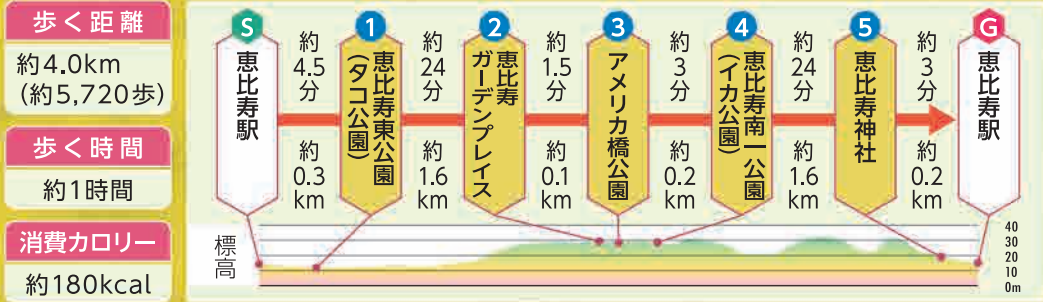 歩く距離
約4.0km
(約5,720歩)
歩く時間
約1時間
消費カロリー
約180kcal
S
恵比寿駅
約4.5分
約0.3km
1
恵比寿東公園
(タコ公園)
約24分
約1.6km
2
恵比寿
ガーデンプレイス
約1.5分
約0.1km
3
アメリカ橋公園
約3分
約0.2km
4
恵比寿南一公園
(イカ公園)
約24分
約1.6km
5
恵比寿神社
約3分
約0.2km
G
恵比寿駅
標高
40
30
20
10
0m